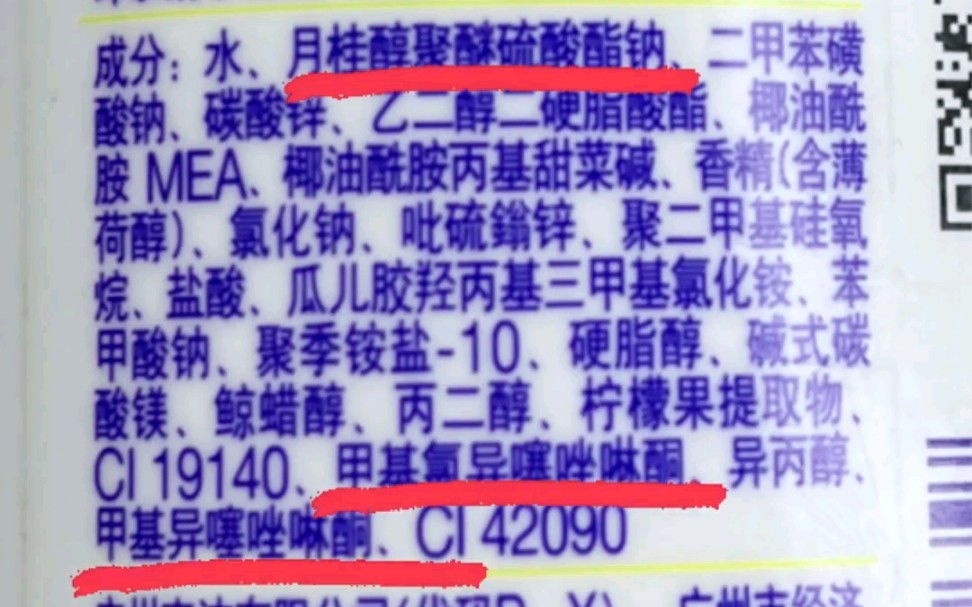 成分：水、月桂醇聚醚硫酸酯钠、二甲苯磺
酸钠、碳酸锌、乙二醇二硬脂酸酯、椰油酰
胺 MEA、椰油酰胺丙基甜菜碱、香精(含薄
荷醇)、氯化钠、吡硫鎓锌、聚二甲基硅氧
烷、盐酸、瓜儿胶羟丙基三甲基氯化铵、苯
甲酸钠、聚季铵盐-10、硬脂醇、碱式碳
酸镁、鲸蜡醇、丙二醇、柠檬果提取物、
CI 19140、甲基氯异噻唑啉酮、异丙醇、
甲基异噻唑啉酮、CI 42090